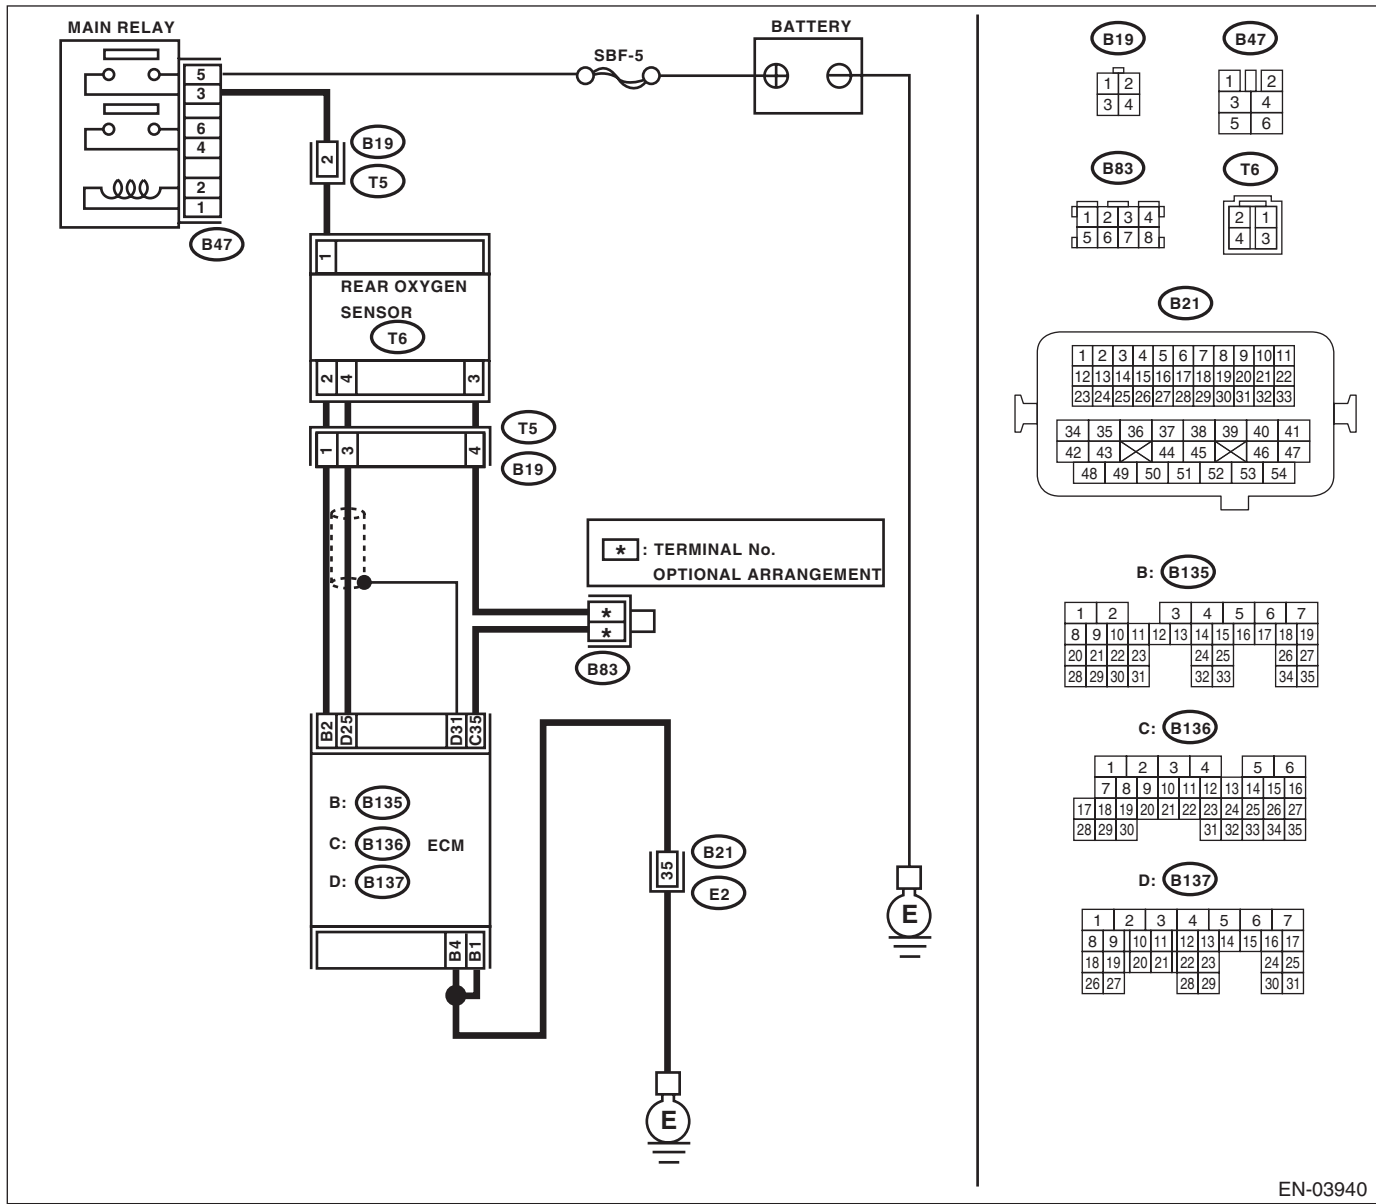 MAIN RELAY
BATTERY
SBF-5
5
3
6
4
2
1
B47
2
B19
T5
1
REAR OXYGEN
SENSOR
T6
2 4 3
T5
1 3 4
B19
* : TERMINAL No.
OPTIONAL ARRANGEMENT
*
*
B83
B2 D25 D31 C35
B: B135
C: B136 ECM
D: B137
B4 B1
35
B21
E2
E
E
B19
1 2
3 4
B47
1 2
3 4
5 6
B83
1 2 3 4
5 6 7 8
T6
2 1
4 3
B21
1 2 3 4 5 6 7 8 9 10 11
12 13 14 15 16 17 18 19 20 21 22
23 24 25 26 27 28 29 30 31 32 33
34 35 36 37 38 39 40 41
42 43 44 45 46 47
48 49 50 51 52 53 54
B: B135
1 2 3 4 5 6 7
8 9 10 11 12 13 14 15 16 17 18 19
20 21 22 23 24 25 26 27
28 29 30 31 32 33 34 35
C: B136
1 2 3 4 5 6
7 8 9 10 11 12 13 14 15 16
17 18 19 20 21 22 23 24 25 26 27
28 29 30 31 32 33 34 35
D: B137
1 2 3 4 5 6 7
8 9 10 11 12 13 14 15 16 17
18 19 20 21 22 23 24 25
26 27 28 29 30 31
EN-03940